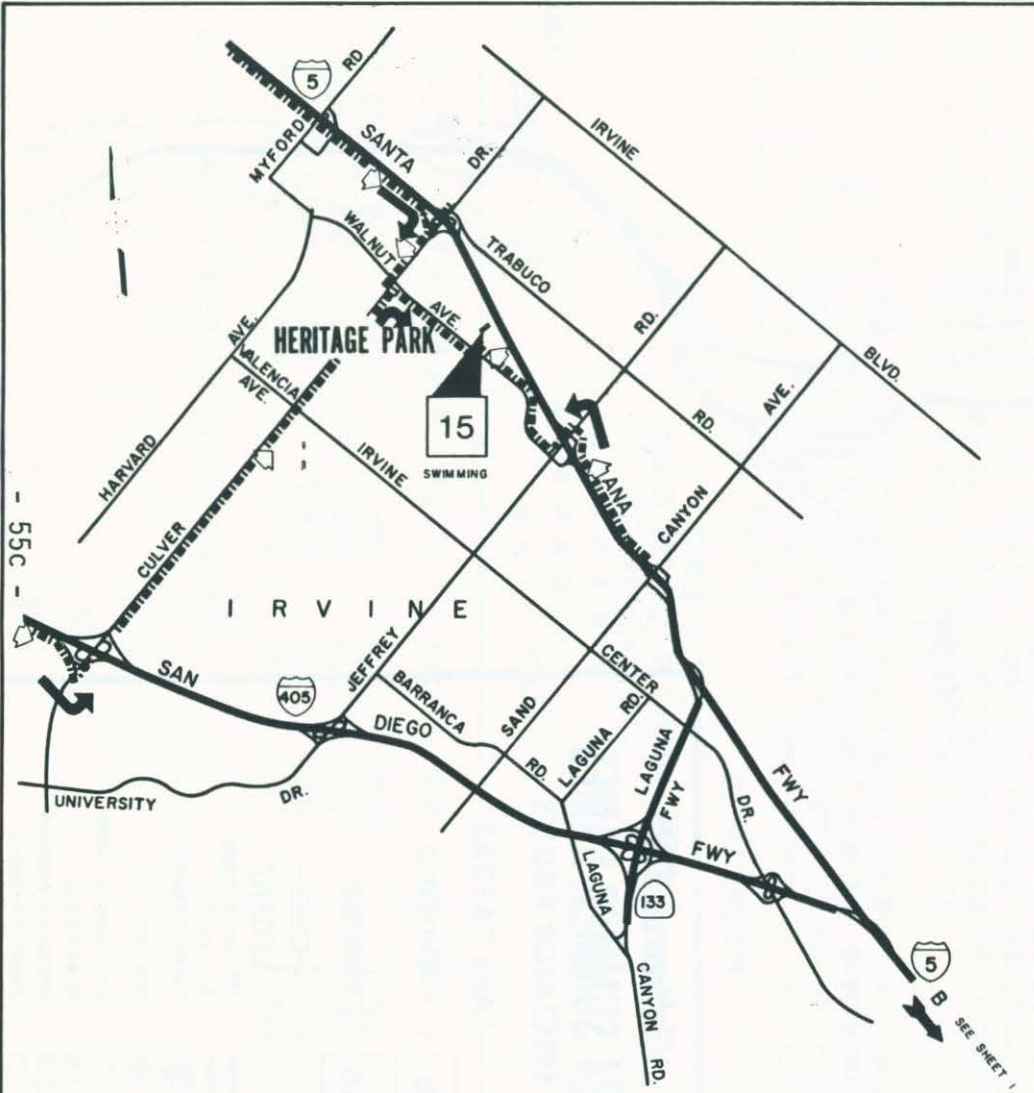 5
RD
MYFORD
SANTA
DR.
IRVINE
BLVD.
WALNUT
AVE.
TRABUCO
RD.
RD.
HERITAGE PARK
15
SWIMMING
AVE.
VALENCIA
AVE.
HARVARD
IRVINE
AVE.
ANA
CANYON
CULVER
- 55c -
IRVINE
SAN
405
JEFFREY
DIEGO
BARRANCA
RD.
SAND
CENTER
LAGUNA
RD.
LAGUNA
FWY
FWY
DR.
UNIVERSITY
DR.
FWY
LAGUNA
133
CANYON
RD.
5
B
SEE SHEET 1